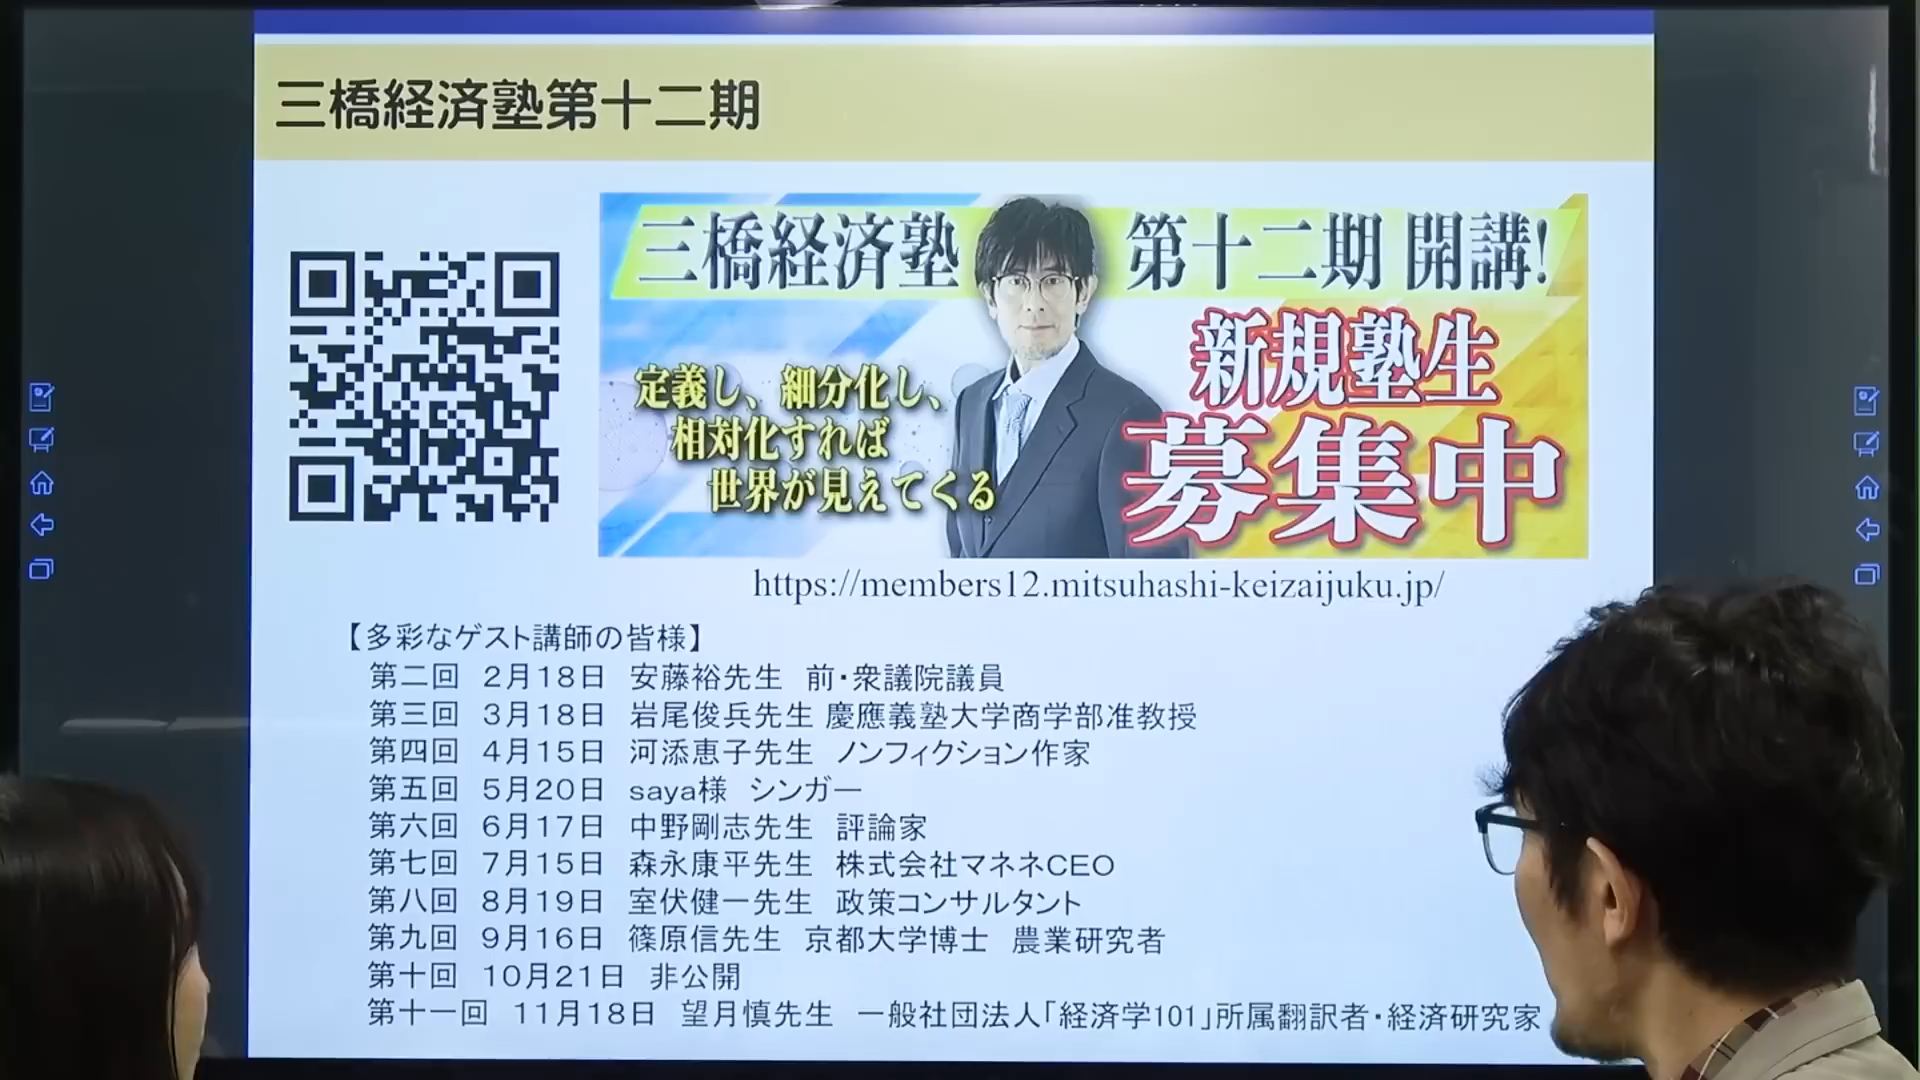 三橋経済塾第十二期
三橋経済塾 第十二期 開講!
新規塾生
募集中
定義し、細分化し、
相対化すれば
世界が見えてくる
https://members12.mitsuhashi-keizaijuku.jp/
【多彩なゲスト講師の皆様】
第二回 2月18日 安藤裕先生 前・衆議院議員
第三回 3月18日 岩尾俊兵先生 慶應義塾大学商学部准教授
第四回 4月15日 河添恵子先生 ノンフィクション作家
第五回 5月20日 saya様 シンガー
第六回 6月17日 中野剛志先生 評論家
第七回 7月15日 森永康平先生 株式会社マネネCEO
第八回 8月19日 室伏健一先生 政策コンサルタント
第九回 9月16日 篠原信先生 京都大学博士 農業研究者
第十回 10月21日 非公開
第十一回 11月18日 望月慎先生 一般社団法人「経済学101」所属翻訳者・経済研究家